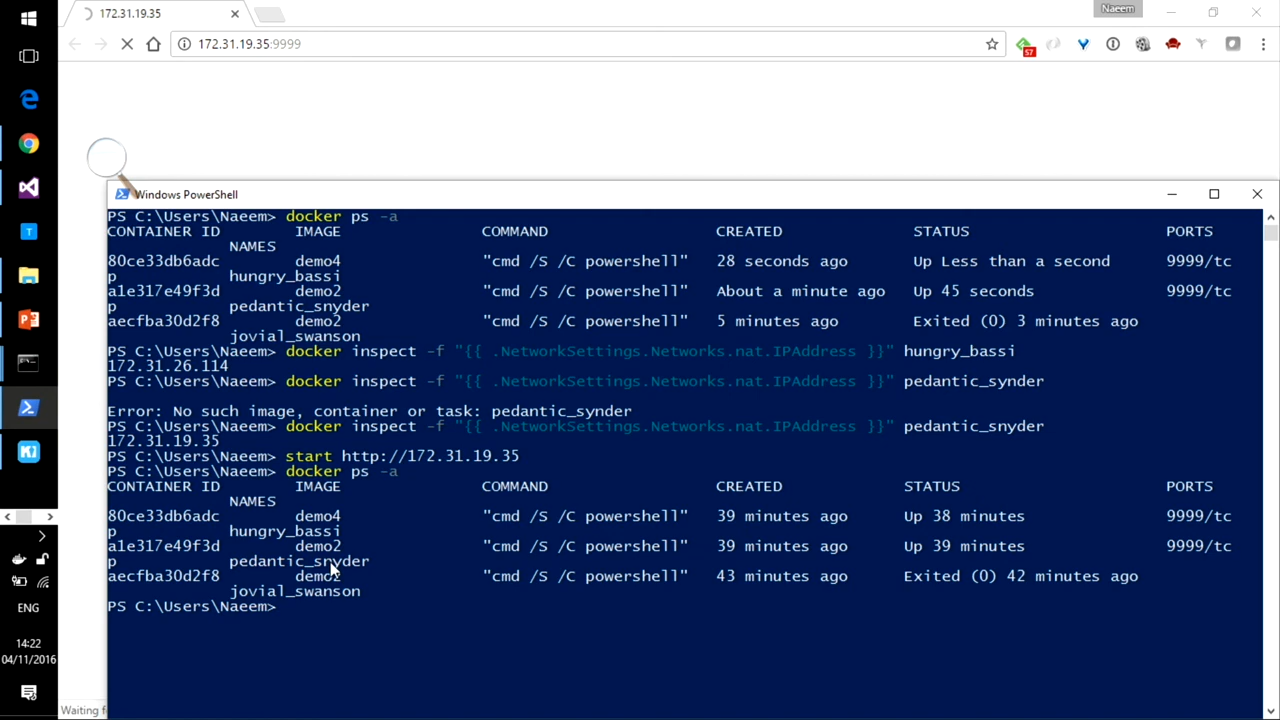 172.31.19.35
Naeem
172.31.19.35:9999
57
Windows PowerShell
PS C:\Users\Naeem> docker ps -a
CONTAINER ID IMAGE COMMAND CREATED STATUS PORTS
NAMES
80ce33db6adc demo4 "cmd /S /C powershell" 28 seconds ago Up Less than a second 9999/tc
p hungry_bassi
a1e317e49f3d demo2 "cmd /S /C powershell" About a minute ago Up 45 seconds 9999/tc
p pedantic_snyder
aecfba30d2f8 demo2 "cmd /S /C powershell" 5 minutes ago Exited (0) 3 minutes ago
jovial_swanson
PS C:\Users\Naeem> docker inspect -f "{{ .NetworkSettings.Networks.nat.IPAddress }}" hungry_bassi
172.31.26.114
PS C:\Users\Naeem> docker inspect -f "{{ .NetworkSettings.Networks.nat.IPAddress }}" pedantic_synder
Error: No such image, container or task: pedantic_synder
PS C:\Users\Naeem> docker inspect -f "{{ .NetworkSettings.Networks.nat.IPAddress }}" pedantic_snyder
172.31.19.35
PS C:\Users\Naeem> start http://172.31.19.35
PS C:\Users\Naeem> docker ps -a
CONTAINER ID IMAGE COMMAND CREATED STATUS PORTS
NAMES
80ce33db6adc demo4 "cmd /S /C powershell" 39 minutes ago Up 38 minutes 9999/tc
p hungry_bassi
a1e317e49f3d demo2 "cmd /S /C powershell" 39 minutes ago Up 39 minutes 9999/tc
p pedantic_snyder
aecfba30d2f8 demo2 "cmd /S /C powershell" 43 minutes ago Exited (0) 42 minutes ago
jovial_swanson
PS C:\Users\Naeem>
ENG
14:22
04/11/2016
Waiting